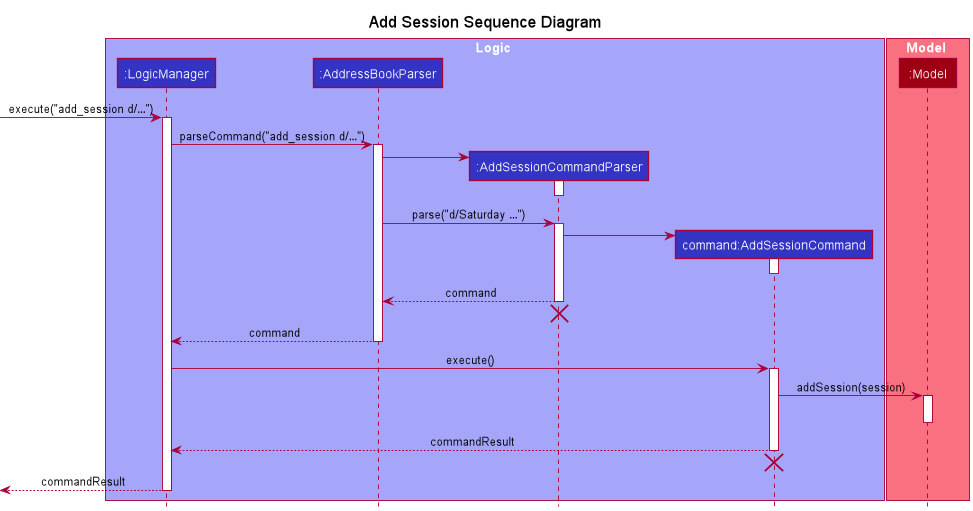 Add Session Sequence Diagram
Logic
Model
:LogicManager
:AddressBookParser
:Model
execute("add_session d/...")
parseCommand("add_session d/...")
:AddSessionCommandParser
parse("d/Saturday ...")
command:AddSessionCommand
command
command
execute()
addSession(session)
commandResult
commandResult